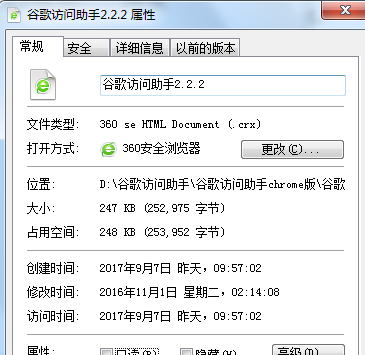 谷歌访问助手2.2.2 属性
常规 安全 详细信息 以前的版本
谷歌访问助手2.2.2
文件类型: 360 se HTML Document (.crx)
打开方式: 360安全浏览器 更改(C)...
位置: D:\谷歌访问助手\谷歌访问助手chrome版\谷歌
大小: 247 KB (252,975 字节)
占用空间: 248 KB (253,952 字节)
创建时间: 2017年9月7日 昨天，09:57:02
修改时间: 2016年11月1日 星期二，02:14:08
访问时间: 2017年9月7日 昨天，09:57:02
属性: 只读(R) 隐藏(H) 高级(D)...